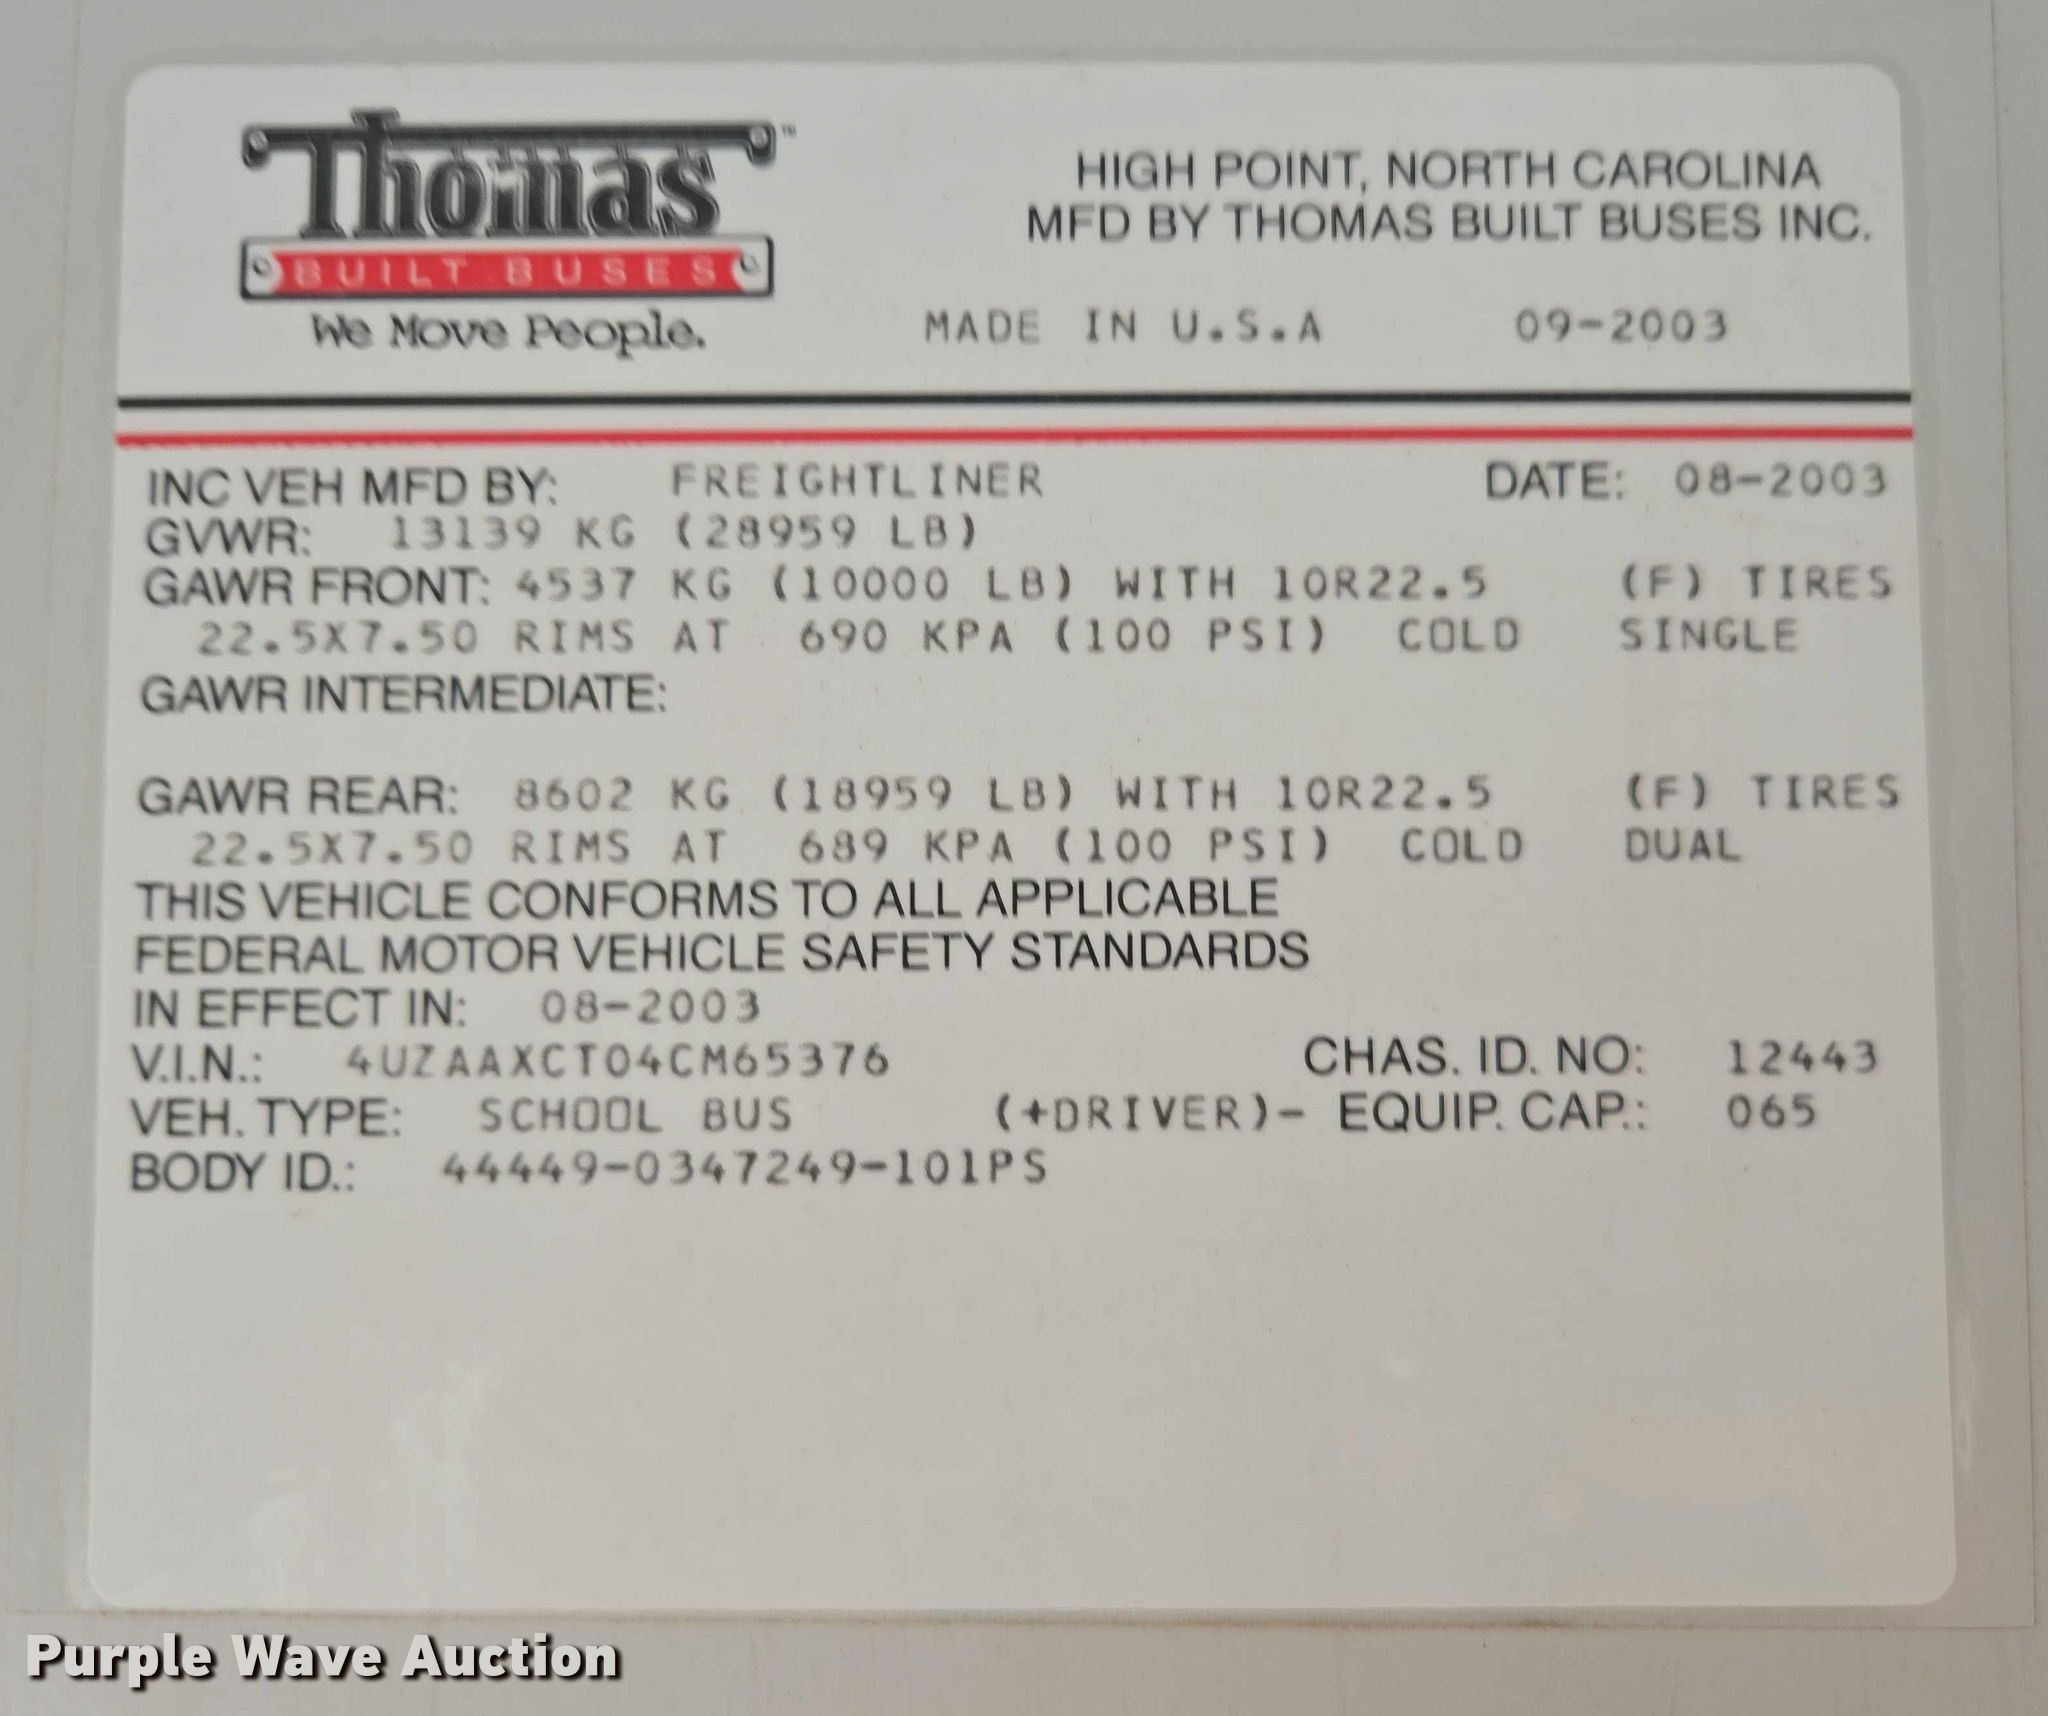 Thomas™
BUILT BUSES
We Move People.
HIGH POINT, NORTH CAROLINA
MFD BY THOMAS BUILT BUSES INC.
MADE IN U.S.A 09-2003
INC VEH MFD BY: FREIGHTLINER DATE: 08-2003
GVWR: 13139 KG (28959 LB)
GAWR FRONT: 4537 KG (10000 LB) WITH 10R22.5 (F) TIRES
22.5X7.50 RIMS AT 690 KPA (100 PSI) COLD SINGLE
GAWR INTERMEDIATE:
GAWR REAR: 8602 KG (18959 LB) WITH 10R22.5 (F) TIRES
22.5X7.50 RIMS AT 689 KPA (100 PSI) COLD DUAL
THIS VEHICLE CONFORMS TO ALL APPLICABLE
FEDERAL MOTOR VEHICLE SAFETY STANDARDS
IN EFFECT IN: 08-2003
V.I.N.: 4UZAAXCT04CM65376 CHAS. ID. NO: 12443
VEH. TYPE: SCHOOL BUS (+DRIVER)- EQUIP. CAP.: 065
BODY ID.: 44449-0347249-101PS
Purple Wave Auction